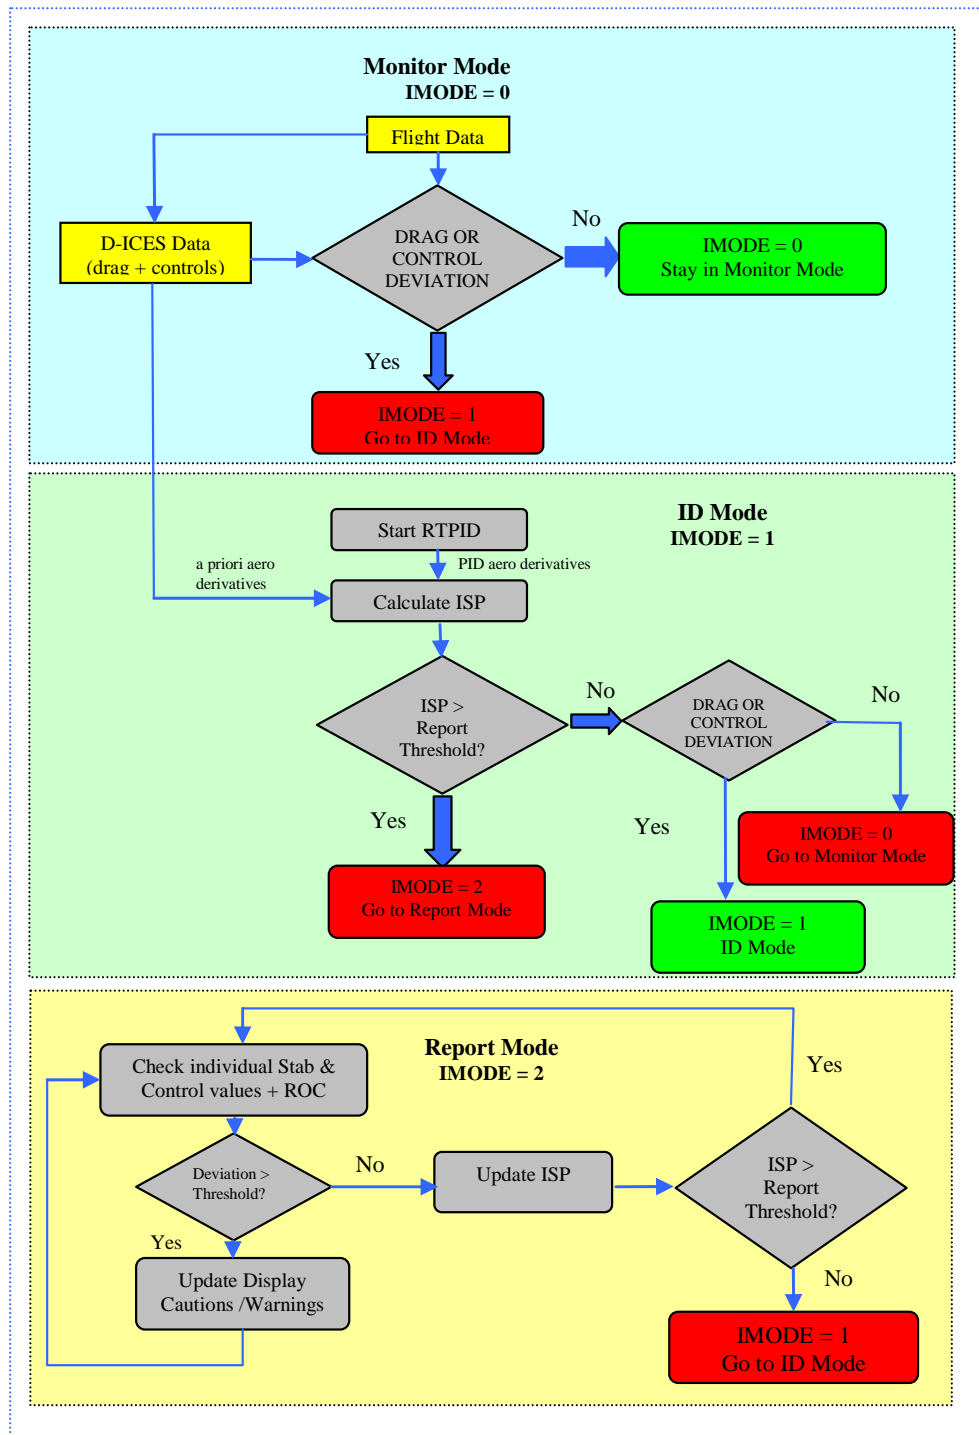 Monitor Mode
IMODE = 0
Flight Data
D-ICES Data
(drag + controls)
DRAG OR
CONTROL
DEVIATION
No
IMODE = 0
Stay in Monitor Mode
Yes
IMODE = 1
Go to ID Mode
ID Mode
IMODE = 1
Start RTPID
a priori aero
derivatives
PID aero derivatives
Calculate ISP
ISP >
Report
Threshold?
No
DRAG OR
CONTROL
DEVIATION
No
Yes
Yes
IMODE = 0
Go to Monitor Mode
IMODE = 2
Go to Report Mode
IMODE = 1
ID Mode
Report Mode
IMODE = 2
Check individual Stab &
Control values + ROC
Yes
Deviation >
Threshold?
No
Update ISP
ISP >
Report
Threshold?
Yes
Update Display
Cautions /Warnings
No
IMODE = 1
Go to ID Mode